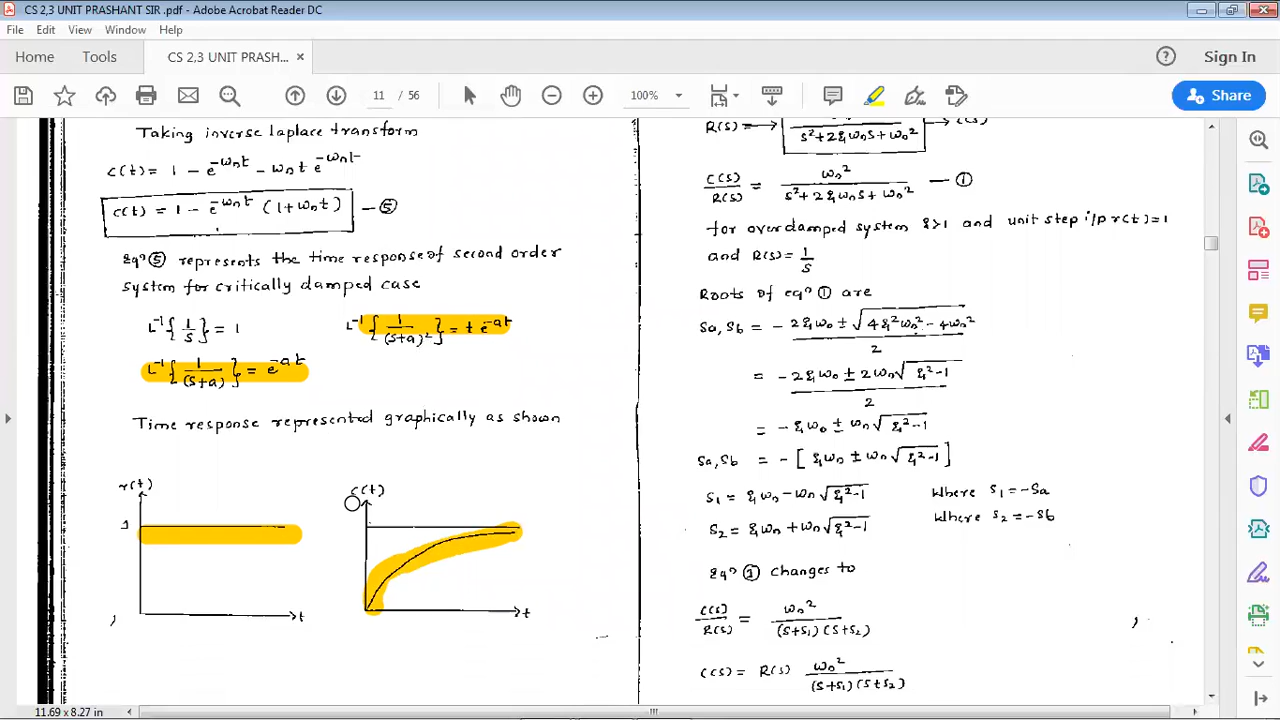 CS 2,3 UNIT PRASHANT SIR .pdf - Adobe Acrobat Reader DC
File Edit View Window Help
Home Tools CS 2,3 UNIT PRASH... × Sign In
11 / 56 100% Share
Taking inverse laplace transform
c(t) = 1 - e^-ωnt - ωn t e^-ωnt
c(t) = 1 - e^-ωnt (1+ωnt) — ⑤
Eqn ⑤ represents the time response of second order
system for critically damped case
L^-1 { 1/s } = 1 L^-1 { 1/(s+a)^2 } = t e^-at
L^-1 { 1/(s+a) } = e^-at
Time response represented graphically as shown
r(t)
1
t
c(t)
t
R(s) → ωn² / s²+2ξωns+ωn² → C(s)
C(s)/R(s) = ωn² / s²+2ξωns+ωn² — ①
for overdamped system ξ>1 and unit step i/p r(t)=1
and R(s) = 1/s
Roots of eqn ① are
Sa, Sb = - 2ξωn ± √4ξ²ωn² - 4ωn² / 2
= - 2ξωn ± 2ωn √ξ²-1 / 2
= - ξωn ± ωn √ξ²-1
Sa, Sb = - [ ξωn ± ωn √ξ²-1 ]
S1 = ξωn - ωn √ξ²-1 Where S1 = -Sa
S2 = ξωn + ωn √ξ²-1 Where S2 = -Sb
Eqn ① changes to
C(s)/R(s) = ωn² / (s+s1)(s+s2)
C(s) = R(s) ωn² / (s+s1)(s+s2)
11.69 x 8.27 in